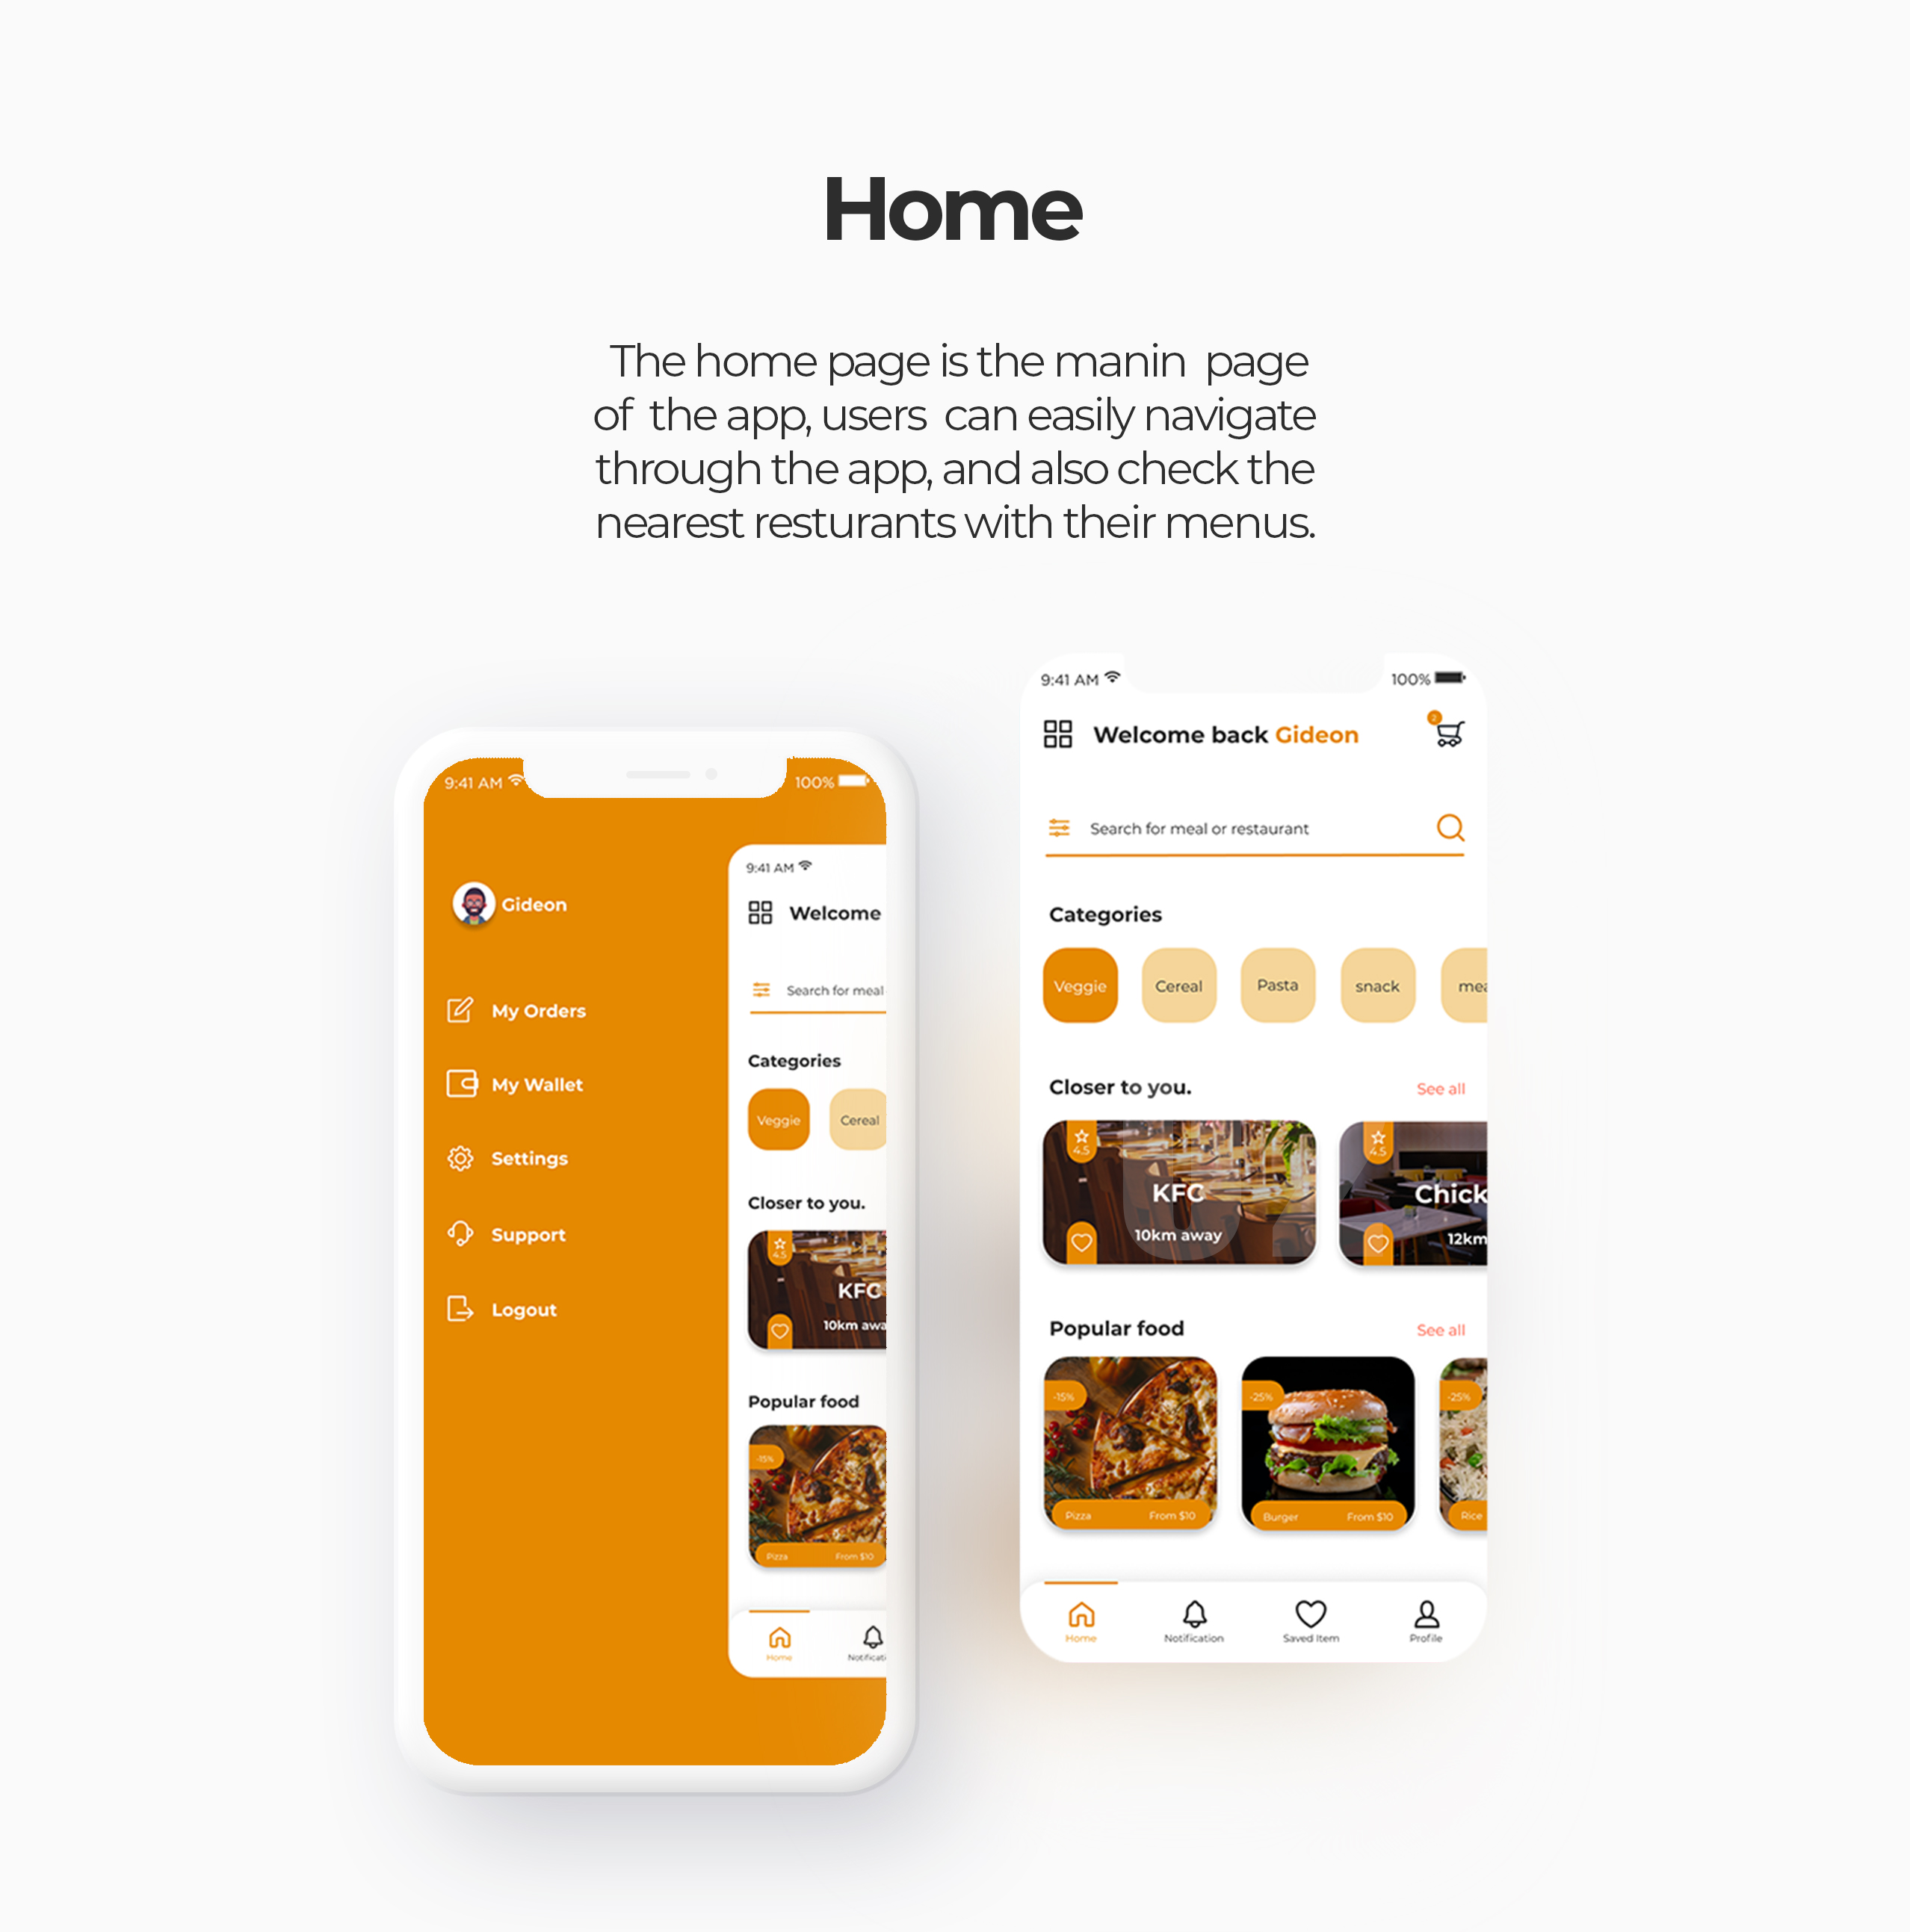 Home
The home page is the manin page
of the app, users can easily navigate
through the app, and also check the
nearest resturants with their menus.
9:41 AM
100%
Gideon
My Orders
My Wallet
Settings
Support
Logout
9:41 AM
Welcome
Search for meal
Categories
Veggie
Cereal
Closer to you.
4.5
KFC
10km awa
Popular food
-15%
Pizza From $10
Home Notificati
9:41 AM
100%
Welcome back Gideon
2
Search for meal or restaurant
Categories
Veggie Cereal Pasta snack mea
Closer to you. See all
4.5
KFC
10km away
4.5
Chick
12km
Popular food See all
-15%
Pizza From $10
-25%
Burger From $10
-25%
Rice
Home Notification Saved Item Profile